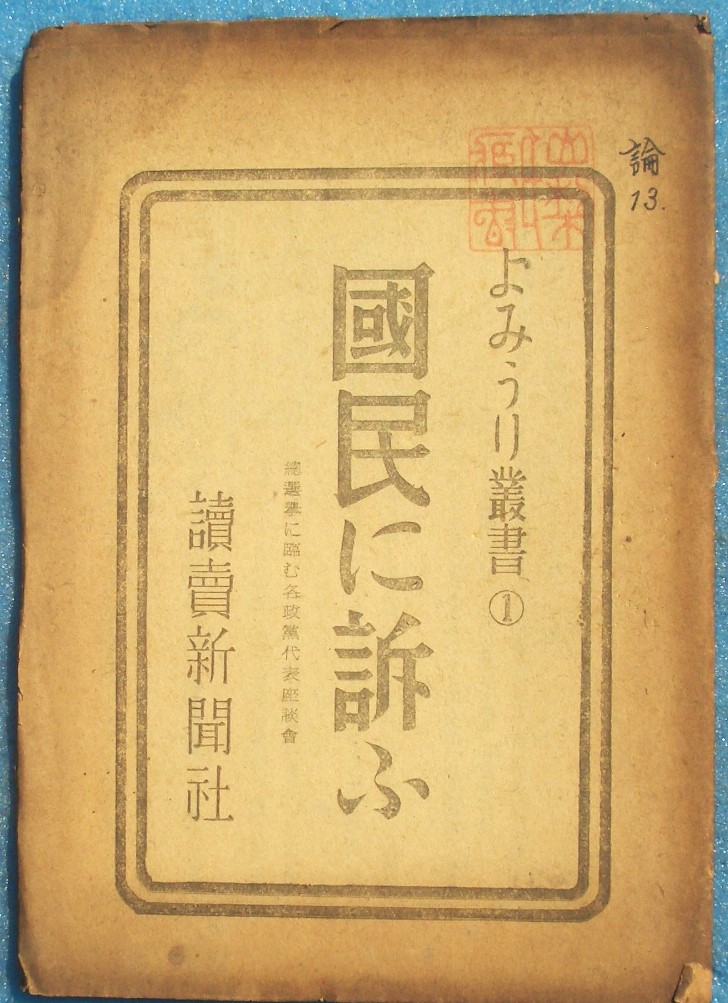 論
13.
よみうり叢書①
國民に訴ふ
總選擧に臨む各政黨代表座談會
讀賣新聞社